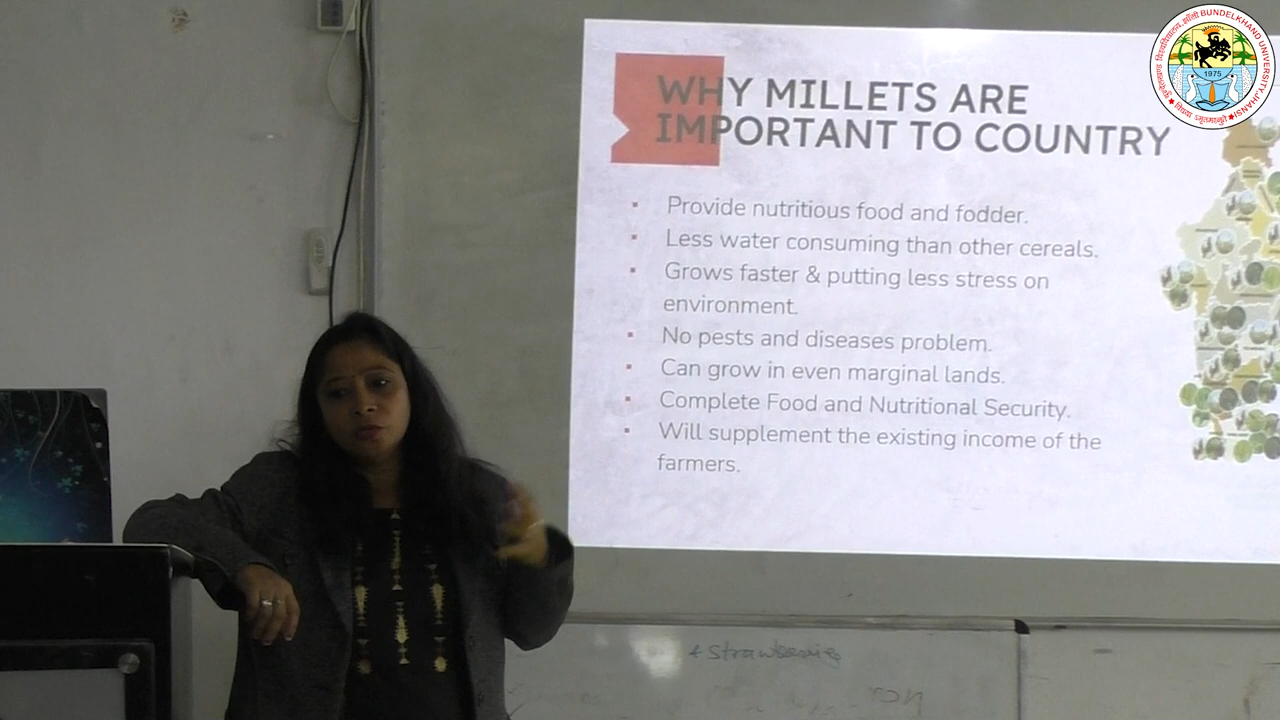 WHY MILLETS ARE
IMPORTANT TO COUNTRY
Provide nutritious food and fodder.
Less water consuming than other cereals.
Grows faster & putting less stress on
environment.
No pests and diseases problem.
Can grow in even marginal lands.
Complete Food and Nutritional Security.
Will supplement the existing income of the
farmers.
BUNDELKHAND UNIVERSITY, JHANSI
1975